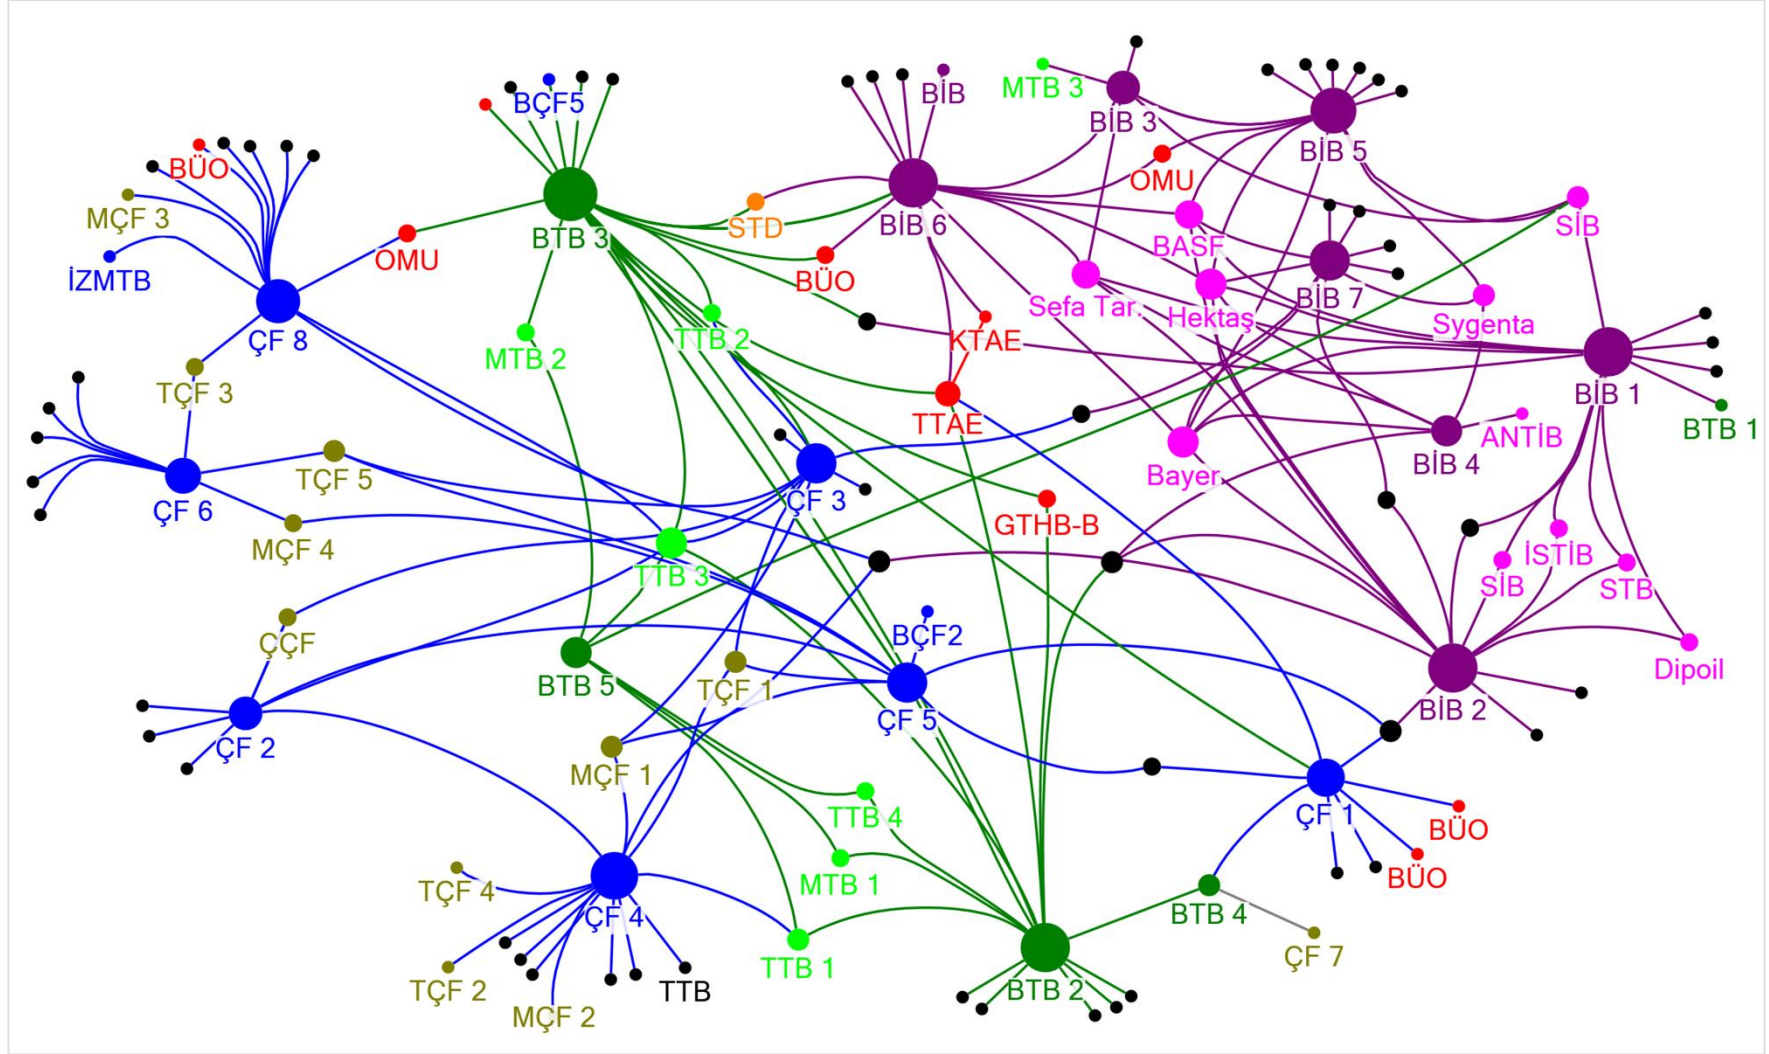 BİB
MTB 3
BÇF5
BİB 3
BİB 5
BÜO
OMU
MÇF 3
BİB 6
STD
BTB 3
BASF
SİB
OMU
İZMTB
BÜO
Sefa Tar.
Hektaş
BİB 7
Sygenta
ÇF 8
MTB 2
TTB 2
KTAE
TÇF 3
BİB 1
TTAE
BTB 1
ANTİB
TÇF 5
ÇF 3
Bayer
BİB 4
ÇF 6
GTHB-B
MÇF 4
İSTİB
TTB 3
SİB
STB
BÇF2
ÇÇF
BTB 5
TÇF 1
Dipoil
ÇF 5
BİB 2
ÇF 2
MÇF 1
TTB 4
ÇF 1
BÜO
MTB 1
BÜO
TÇF 4
ÇF 4
BTB 4
TTB 1
ÇF 7
TÇF 2
TTB
BTB 2
MÇF 2